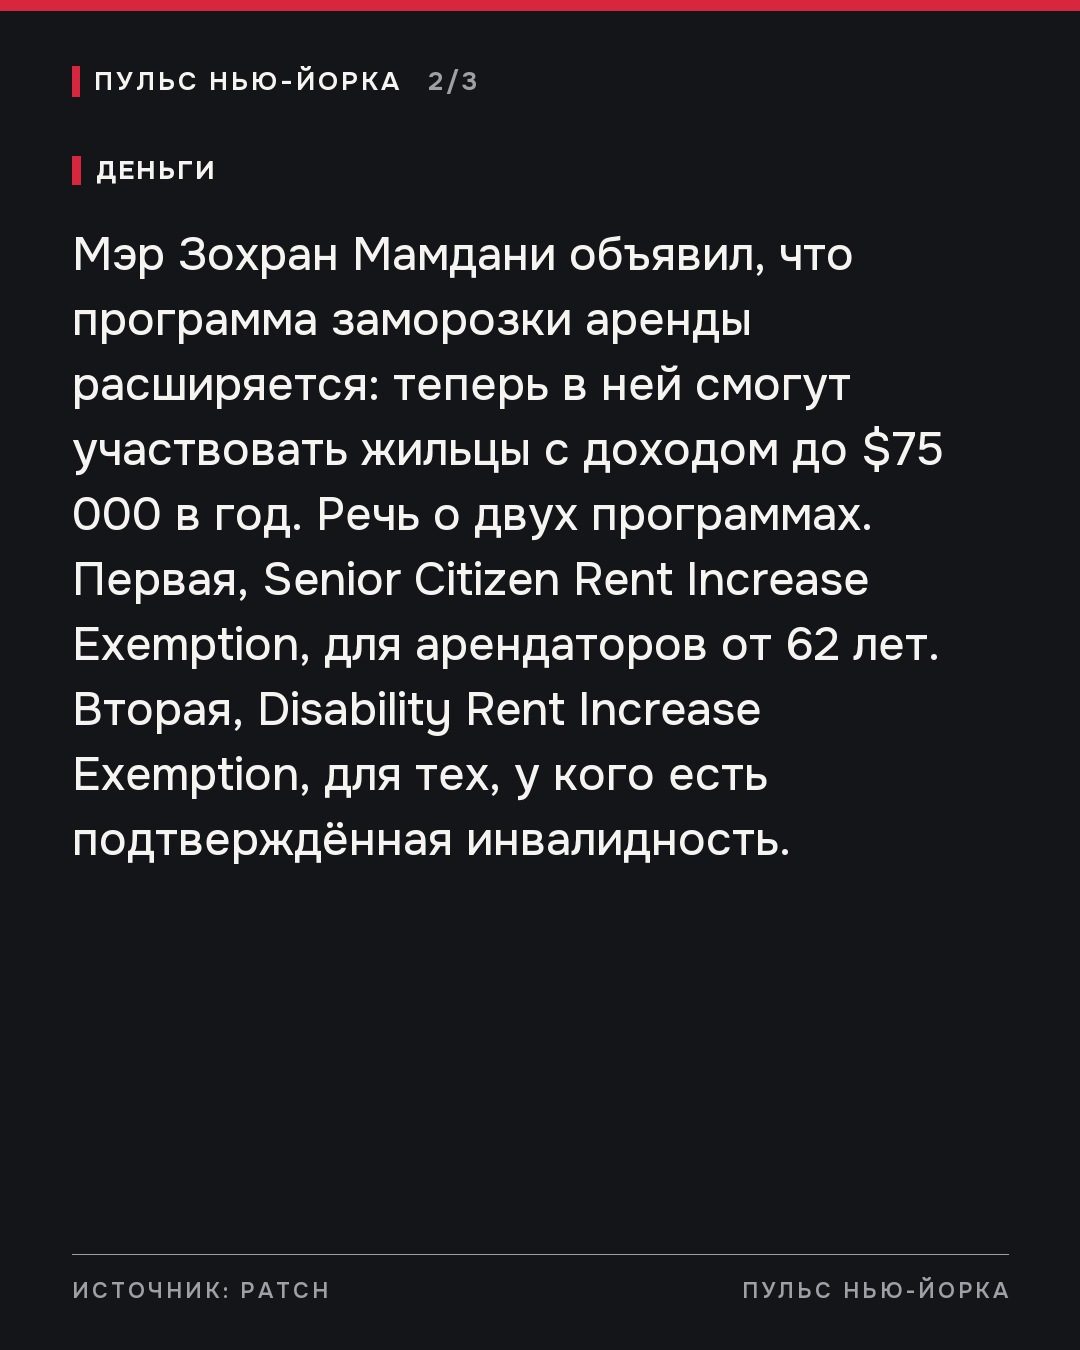 ПУЛЬС НЬЮ-ЙОРКА 2/3
ДЕНЬГИ
Мэр Зохран Мамдани объявил, что
программа заморозки аренды
расширяется: теперь в ней смогут
участвовать жильцы с доходом до $75
000 в год. Речь о двух программах.
Первая, Senior Citizen Rent Increase
Exemption, для арендаторов от 62 лет.
Вторая, Disability Rent Increase
Exemption, для тех, у кого есть
подтверждённая инвалидность.
ИСТОЧНИК: PATCH
ПУЛЬС НЬЮ-ЙОРКА